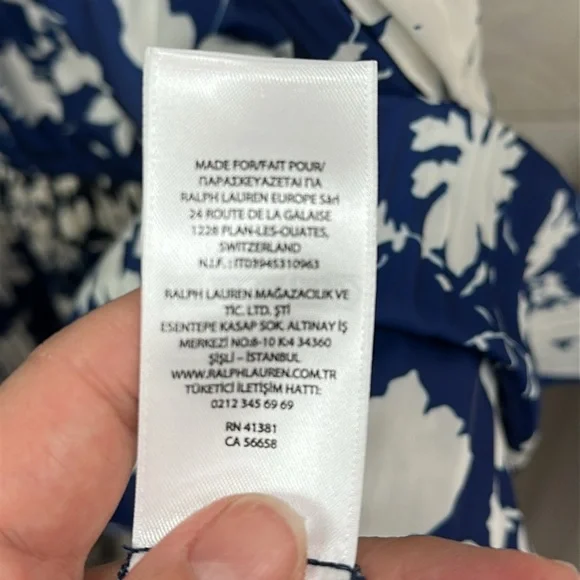 MADE FOR/FAIT POUR/
ΠΑΡΑΣΚΕΥΑΖΕΤΑΙ ΓΙΑ
RALPH LAUREN EUROPE Sàrl
24 ROUTE DE LA GALAISE
1228 PLAN-LES-OUATES,
SWITZERLAND
N.I.F.: IT03945310963
RALPH LAUREN MAĞAZACILIK VE
TİC. LTD. ŞTİ
ESENTEPE KASAP SOK. ALTINAY İŞ
MERKEZİ NO:8-10 K:4 34360
ŞİŞLİ – İSTANBUL
WWW.RALPHLAUREN.COM.TR
TÜKETİCİ İLETİŞİM HATTI:
0212 345 69 69
RN 41381
CA 56658